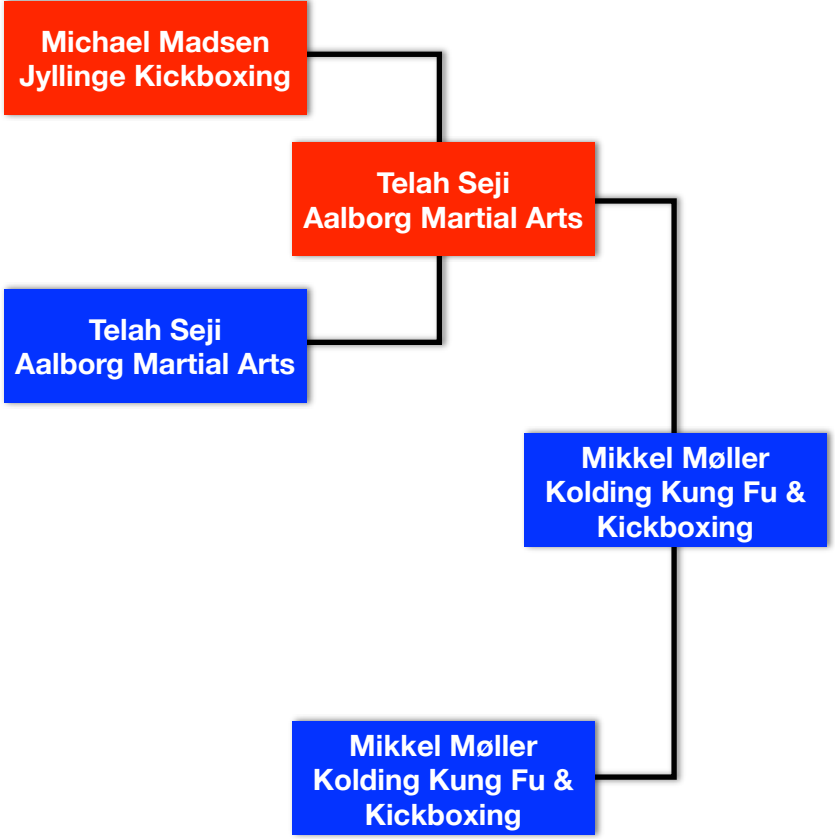 Michael Madsen
Jyllinge Kickboxing
Telah Seji
Aalborg Martial Arts
Telah Seji
Aalborg Martial Arts
Mikkel Møller
Kolding Kung Fu &
Kickboxing
Mikkel Møller
Kolding Kung Fu &
Kickboxing